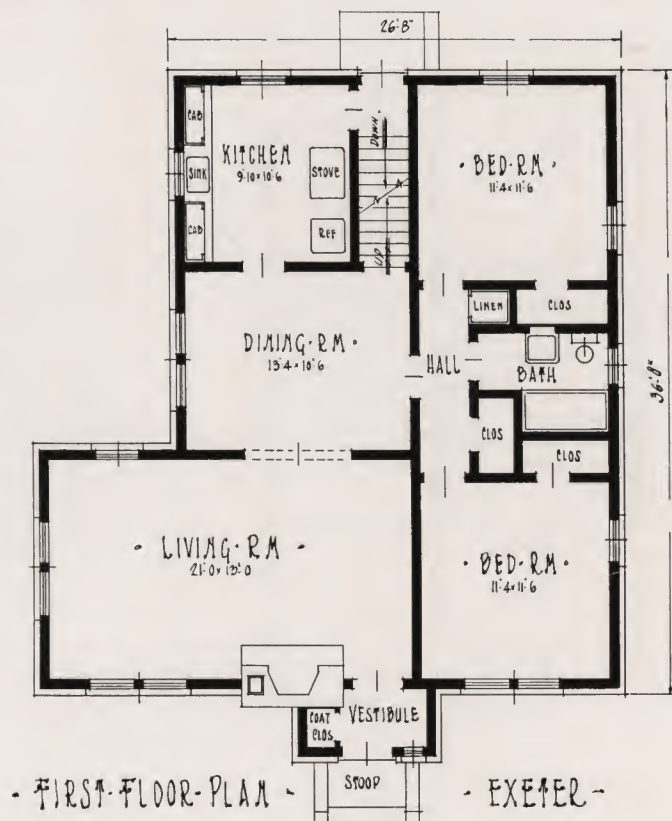 26'-8"
CAB
KITCHEN
9'-10 x 10'-6
SINK
STOVE
CAB
REF
DOWN.
UP
· BED-RM ·
11'-4 x 11'-6
LINEN
CLOS
DINING-RM ·
13'-4 x 10'-6
HALL
BATH
36'-8"
CLOS
CLOS
- LIVING-RM -
21'-0 x 13'-0
· BED-RM ·
11'-4 x 11'-6
COAT
CLOS
VESTIBULE
STOOP
- FIRST-FLOOR-PLAN -
- EXETER -